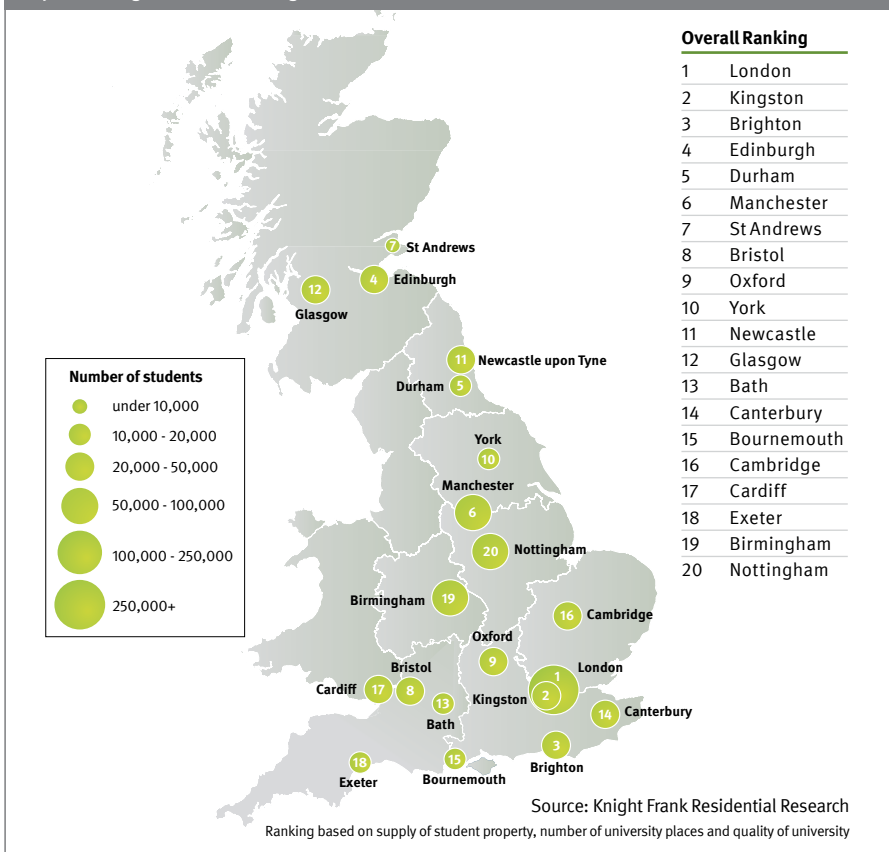 Overall Ranking
1 London
2 Kingston
3 Brighton
4 Edinburgh
5 Durham
6 Manchester
7 St Andrews
8 Bristol
9 Oxford
10 York
11 Newcastle
12 Glasgow
13 Bath
14 Canterbury
15 Bournemouth
16 Cambridge
17 Cardiff
18 Exeter
19 Birmingham
20 Nottingham
7 St Andrews
4 Edinburgh
12
Glasgow
11 Newcastle upon Tyne
Durham 5
York
10
Manchester
6
20 Nottingham
Birmingham 19
16 Cambridge
Oxford
9
London
1
Kingston 2
Bristol
Cardiff 17 8
13
Bath
14 Canterbury
3
Brighton
18
Exeter
15
Bournemouth
Number of students
under 10,000
10,000 - 20,000
20,000 - 50,000
50,000 - 100,000
100,000 - 250,000
250,000+
Source: Knight Frank Residential Research
Ranking based on supply of student property, number of university places and quality of university